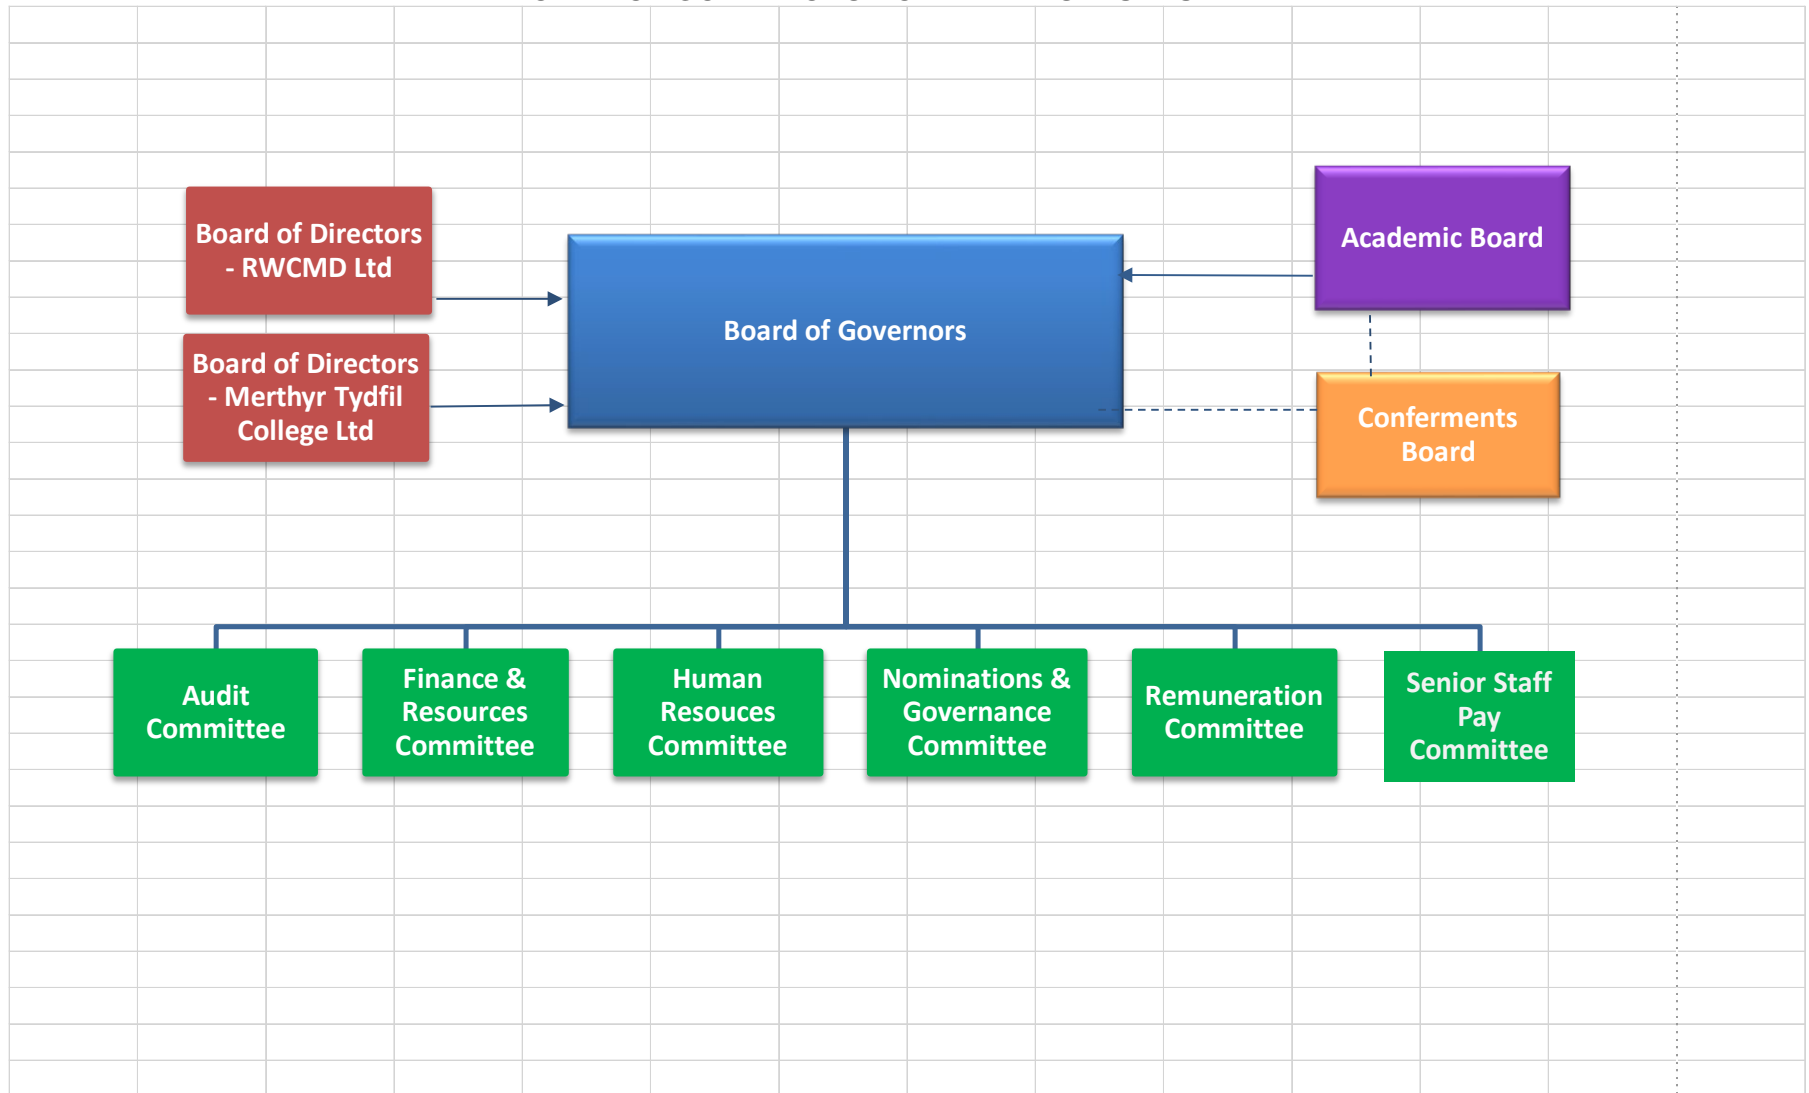 Board of Directors
- RWCMD Ltd
Academic Board
Board of Governors
Board of Directors
- Merthyr Tydfil
College Ltd
Conferments
Board
Audit
Committee
Finance &
Resources
Committee
Human
Resouces
Committee
Nominations &
Governance
Committee
Remuneration
Committee
Senior Staff
Pay
Committee